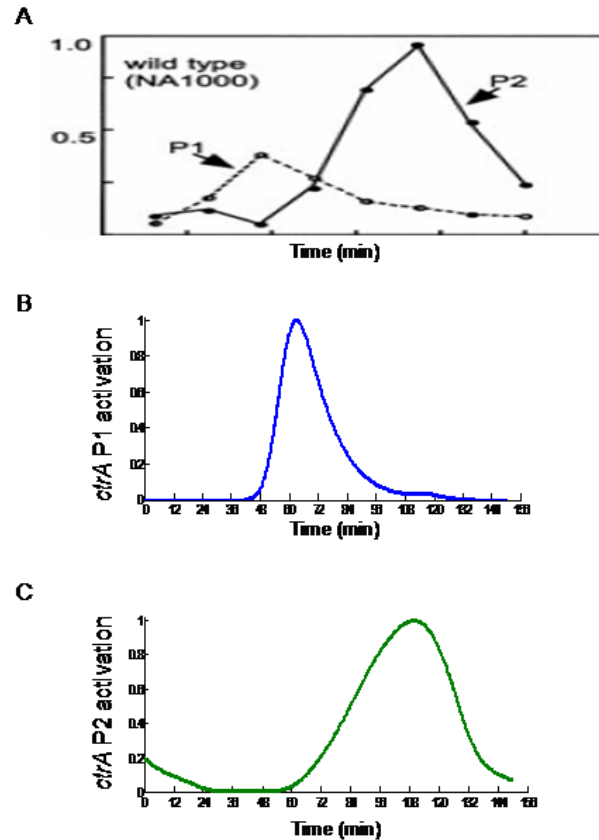 A
1.0
wild type
(NA1000)
P2
P1
0.5
Time (min)
B
ctrA P1 activation
1
0.8
0.6
0.4
0.2
0
0 12 24 36 48 60 72 84 96 108 120 132 144 156
Time (min)
C
ctrA P2 activation
1
0.8
0.6
0.4
0.2
0
0 12 24 36 48 60 72 84 96 108 120 132 144 156
Time (min)